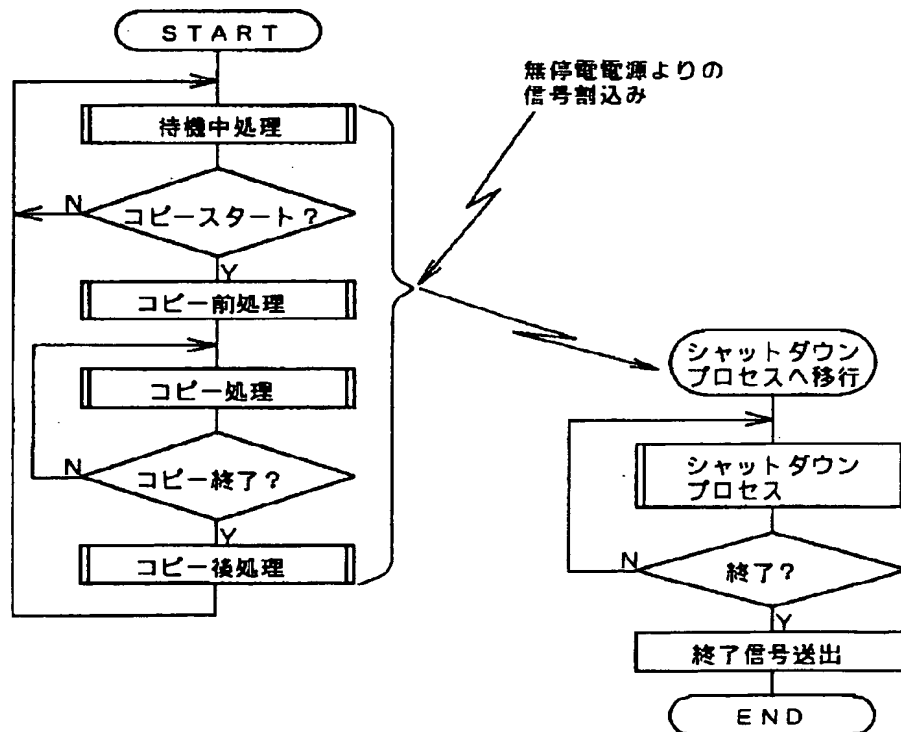 START
無停電電源よりの
信号割込み
待機中処理
N
コピースタート?
Y
コピー前処理
コピー処理
N
コピー終了?
Y
コピー後処理
シャットダウン
プロセスへ移行
シャットダウン
プロセス
N
終了?
Y
終了信号送出
END